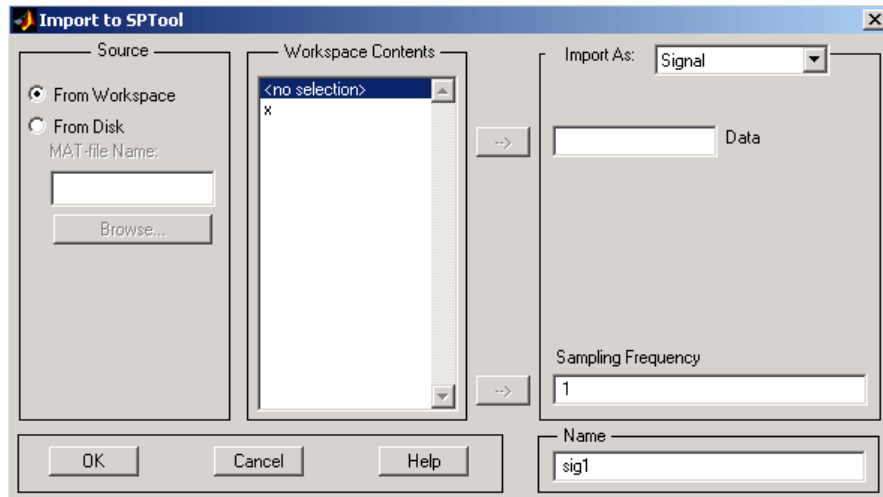 Import to SPTool
Source
From Workspace
From Disk
MAT-file Name:
Browse...
Workspace Contents
<no selection>
x
-->
-->
Import As:
Signal
Data
Sampling Frequency
1
OK
Cancel
Help
Name
sig1